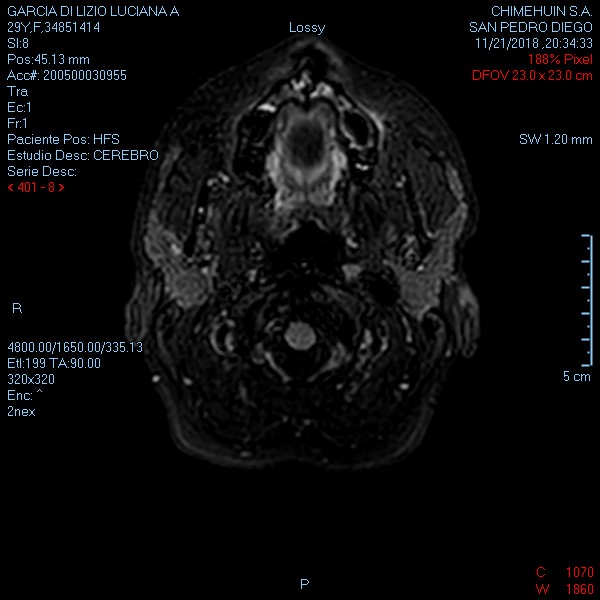 GARCIA DI LIZIO LUCIANA A
29Y,F,34851414
Sl:8
Pos:45.13 mm
Acc#: 200500030955
Tra
Ec:1
Fr:1
Paciente Pos: HFS
Estudio Desc: CEREBRO
Serie Desc:
< 401 - 8 >
Lossy
CHIMEHUIN S.A.
SAN PEDRO DIEGO
11/21/2018 ,20:34:33
188% Pixel
DFOV 23.0 x 23.0 cm
SW 1.20 mm
R
4800.00/1650.00/335.13
Etl:199 TA:90.00
320x320
Enc: ^
2nex
5 cm
P
C 1070
W 1860